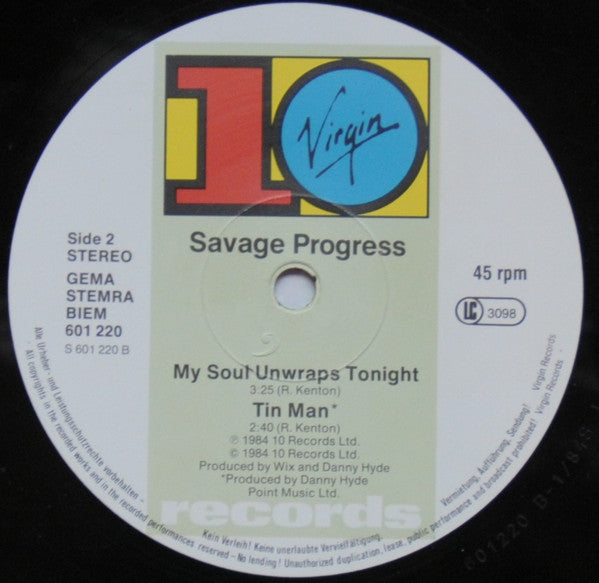 10
Virgin
Side 2
STEREO
GEMA
STEMRA
BIEM
601 220
S 601 220 B
Savage Progress
45 rpm
LC 3098
My Soul Unwraps Tonight
3.25 (R. Kenton)
Tin Man*
2:40 (R. Kenton)
℗ 1984 10 Records Ltd.
© 1984 10 Records Ltd.
Produced by Wix and Danny Hyde
*Produced by Danny Hyde
Point Music Ltd.
records
Alle Urheber- und Leistungsschutzrechte vorbehalten - Kein Verleih! Keine unerlaubte Vervielfältigung, Vermietung, Aufführung, Sendung! Virgin Records
- All copyrights in the recorded works and in the recorded performances reserved - No lending! Unauthorized duplication, lease, public performance and broadcast prohibited! Virgin Records
601220 B